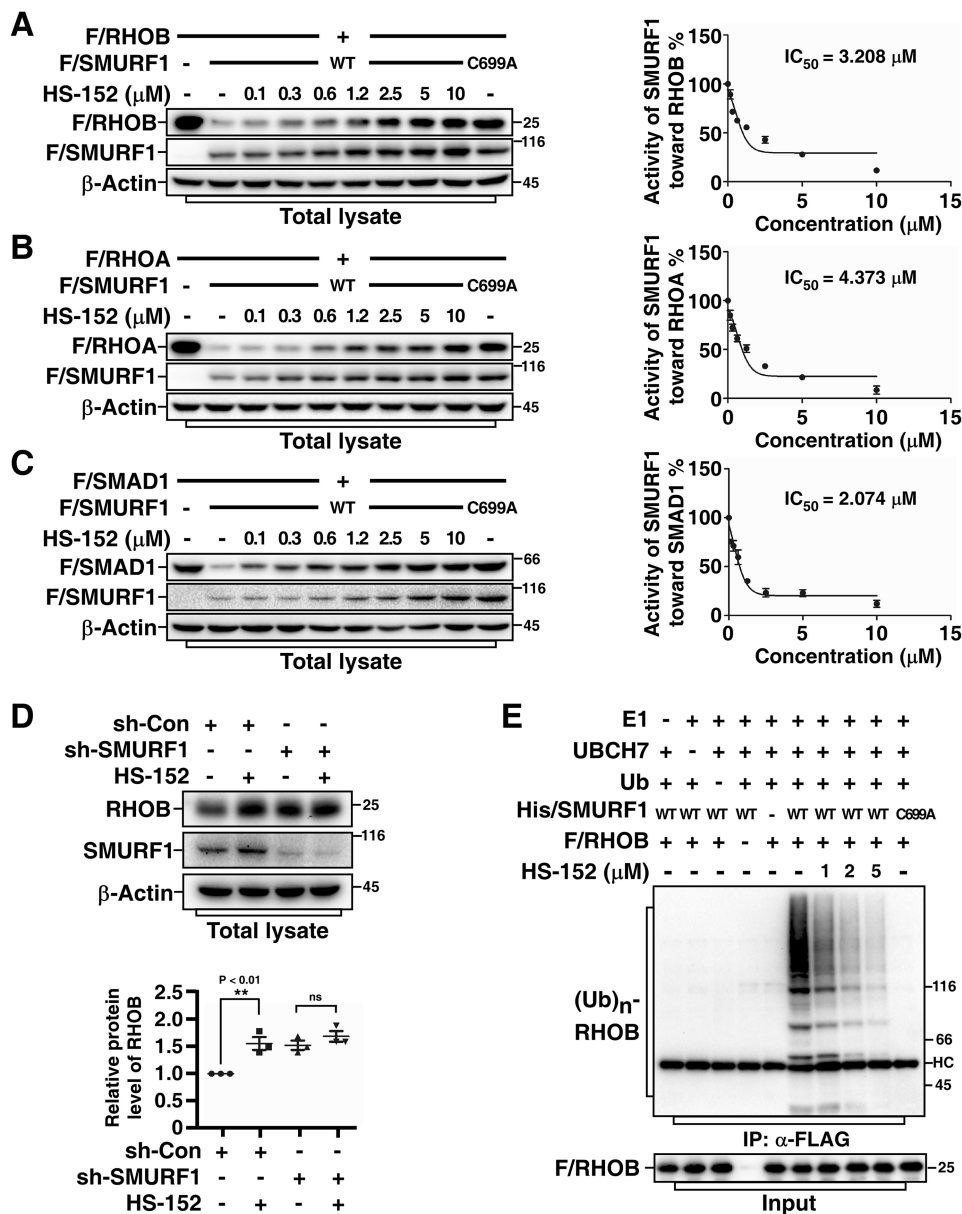 A
F/RHOB +
F/SMURF1 - WT C699A
HS-152 (μM) - - 0.1 0.3 0.6 1.2 2.5 5 10 -
F/RHOB 25
F/SMURF1 116
β-Actin 45
Total lysate
Activity of SMURF1
toward RHOB %
150
100
50
0
IC50 = 3.208 μM
0 5 10 15
Concentration (μM)
B
F/RHOA +
F/SMURF1 - WT C699A
HS-152 (μM) - - 0.1 0.3 0.6 1.2 2.5 5 10 -
F/RHOA 25
F/SMURF1 116
β-Actin 45
Total lysate
Activity of SMURF1
toward RHOA %
150
100
50
0
IC50 = 4.373 μM
0 5 10 15
Concentration (μM)
C
F/SMAD1 +
F/SMURF1 - WT C699A
HS-152 (μM) - - 0.1 0.3 0.6 1.2 2.5 5 10 -
F/SMAD1 66
F/SMURF1 116
β-Actin 45
Total lysate
Activity of SMURF1
toward SMAD1 %
150
100
50
0
IC50 = 2.074 μM
0 5 10 15
Concentration (μM)
D
sh-Con + + - -
sh-SMURF1 - - + +
HS-152 - + - +
RHOB 25
SMURF1 116
β-Actin 45
Total lysate
Relative protein
level of RHOB
2.5
2.0
1.5
1.0
0.5
0
P < 0.01
**
ns
sh-Con + + - -
sh-SMURF1 - - + +
HS-152 - + - +
E
E1 - + + + + + + + + +
UBCH7 + - + + + + + + + +
Ub + + - + + + + + + +
His/SMURF1 WT WT WT WT - WT WT WT WT C699A
F/RHOB + + + - + + + + + +
HS-152 (μM) - - - - - - 1 2 5 -
(Ub)n-
RHOB
116
66
HC
45
IP: α-FLAG
F/RHOB 25
Input